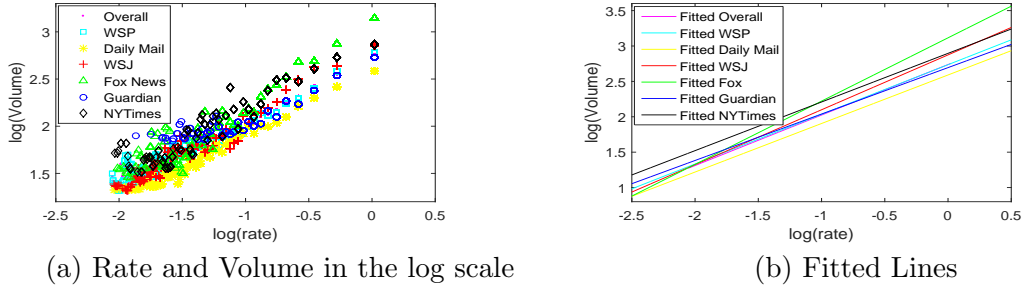 3
2.5
2
1.5
log(Volume)
-2.5
-2
-1.5
-1
-0.5
0
0.5
log(rate)
Overall
WSP
Daily Mail
WSJ
Fox News
Guardian
NYTimes
(a) Rate and Volume in the log scale
3.5
3
2.5
2
1.5
1
log(Volume)
-2.5
-2
-1.5
-1
-0.5
0
0.5
log(rate)
Fitted Overall
Fitted WSP
Fitted Daily Mail
Fitted WSJ
Fitted Fox
Fitted Guardian
Fitted NYTimes
(b) Fitted Lines